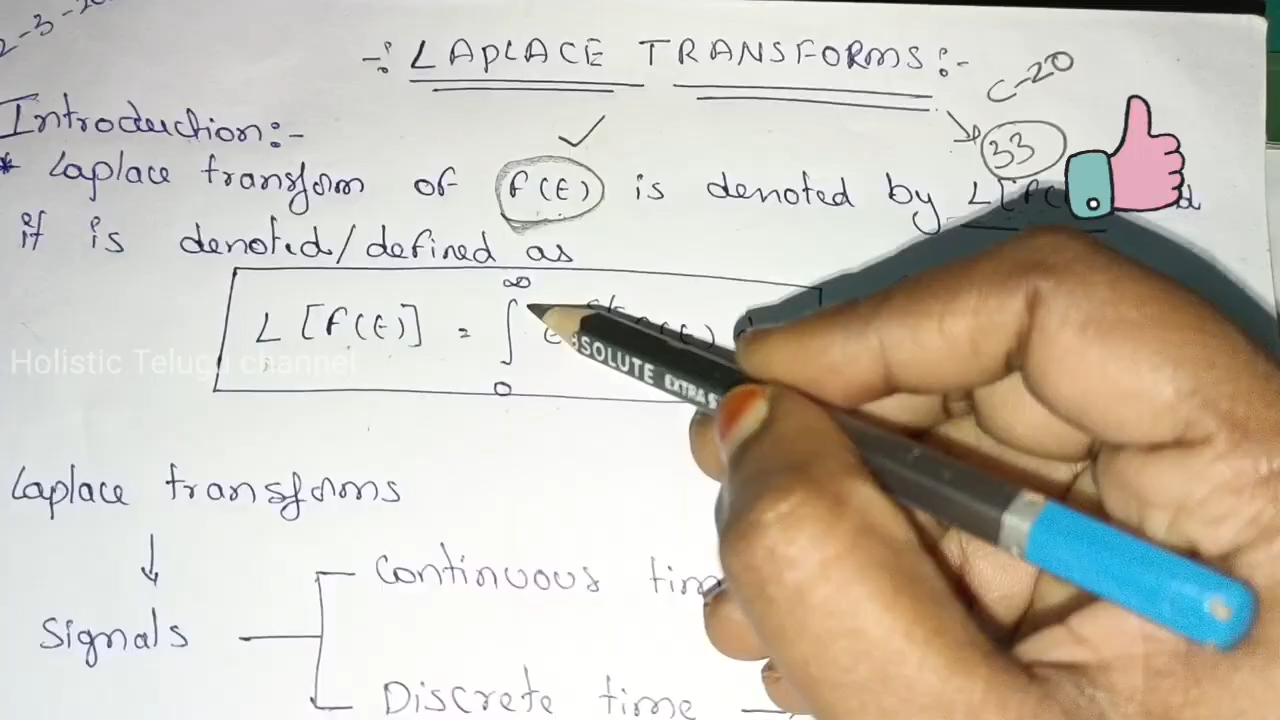 -:LAPLACE TRANSFORMS:-
C-20
33
Introduction:-
* Laplace transform of f(t) is denoted by L[f(
it is denoted/defined as
L[f(t)] = ∫₀^∞
Holistic Telugu channel
ABSOLUTE EXTRA
Laplace transforms
↓
Signals
Continuous
Discrete time